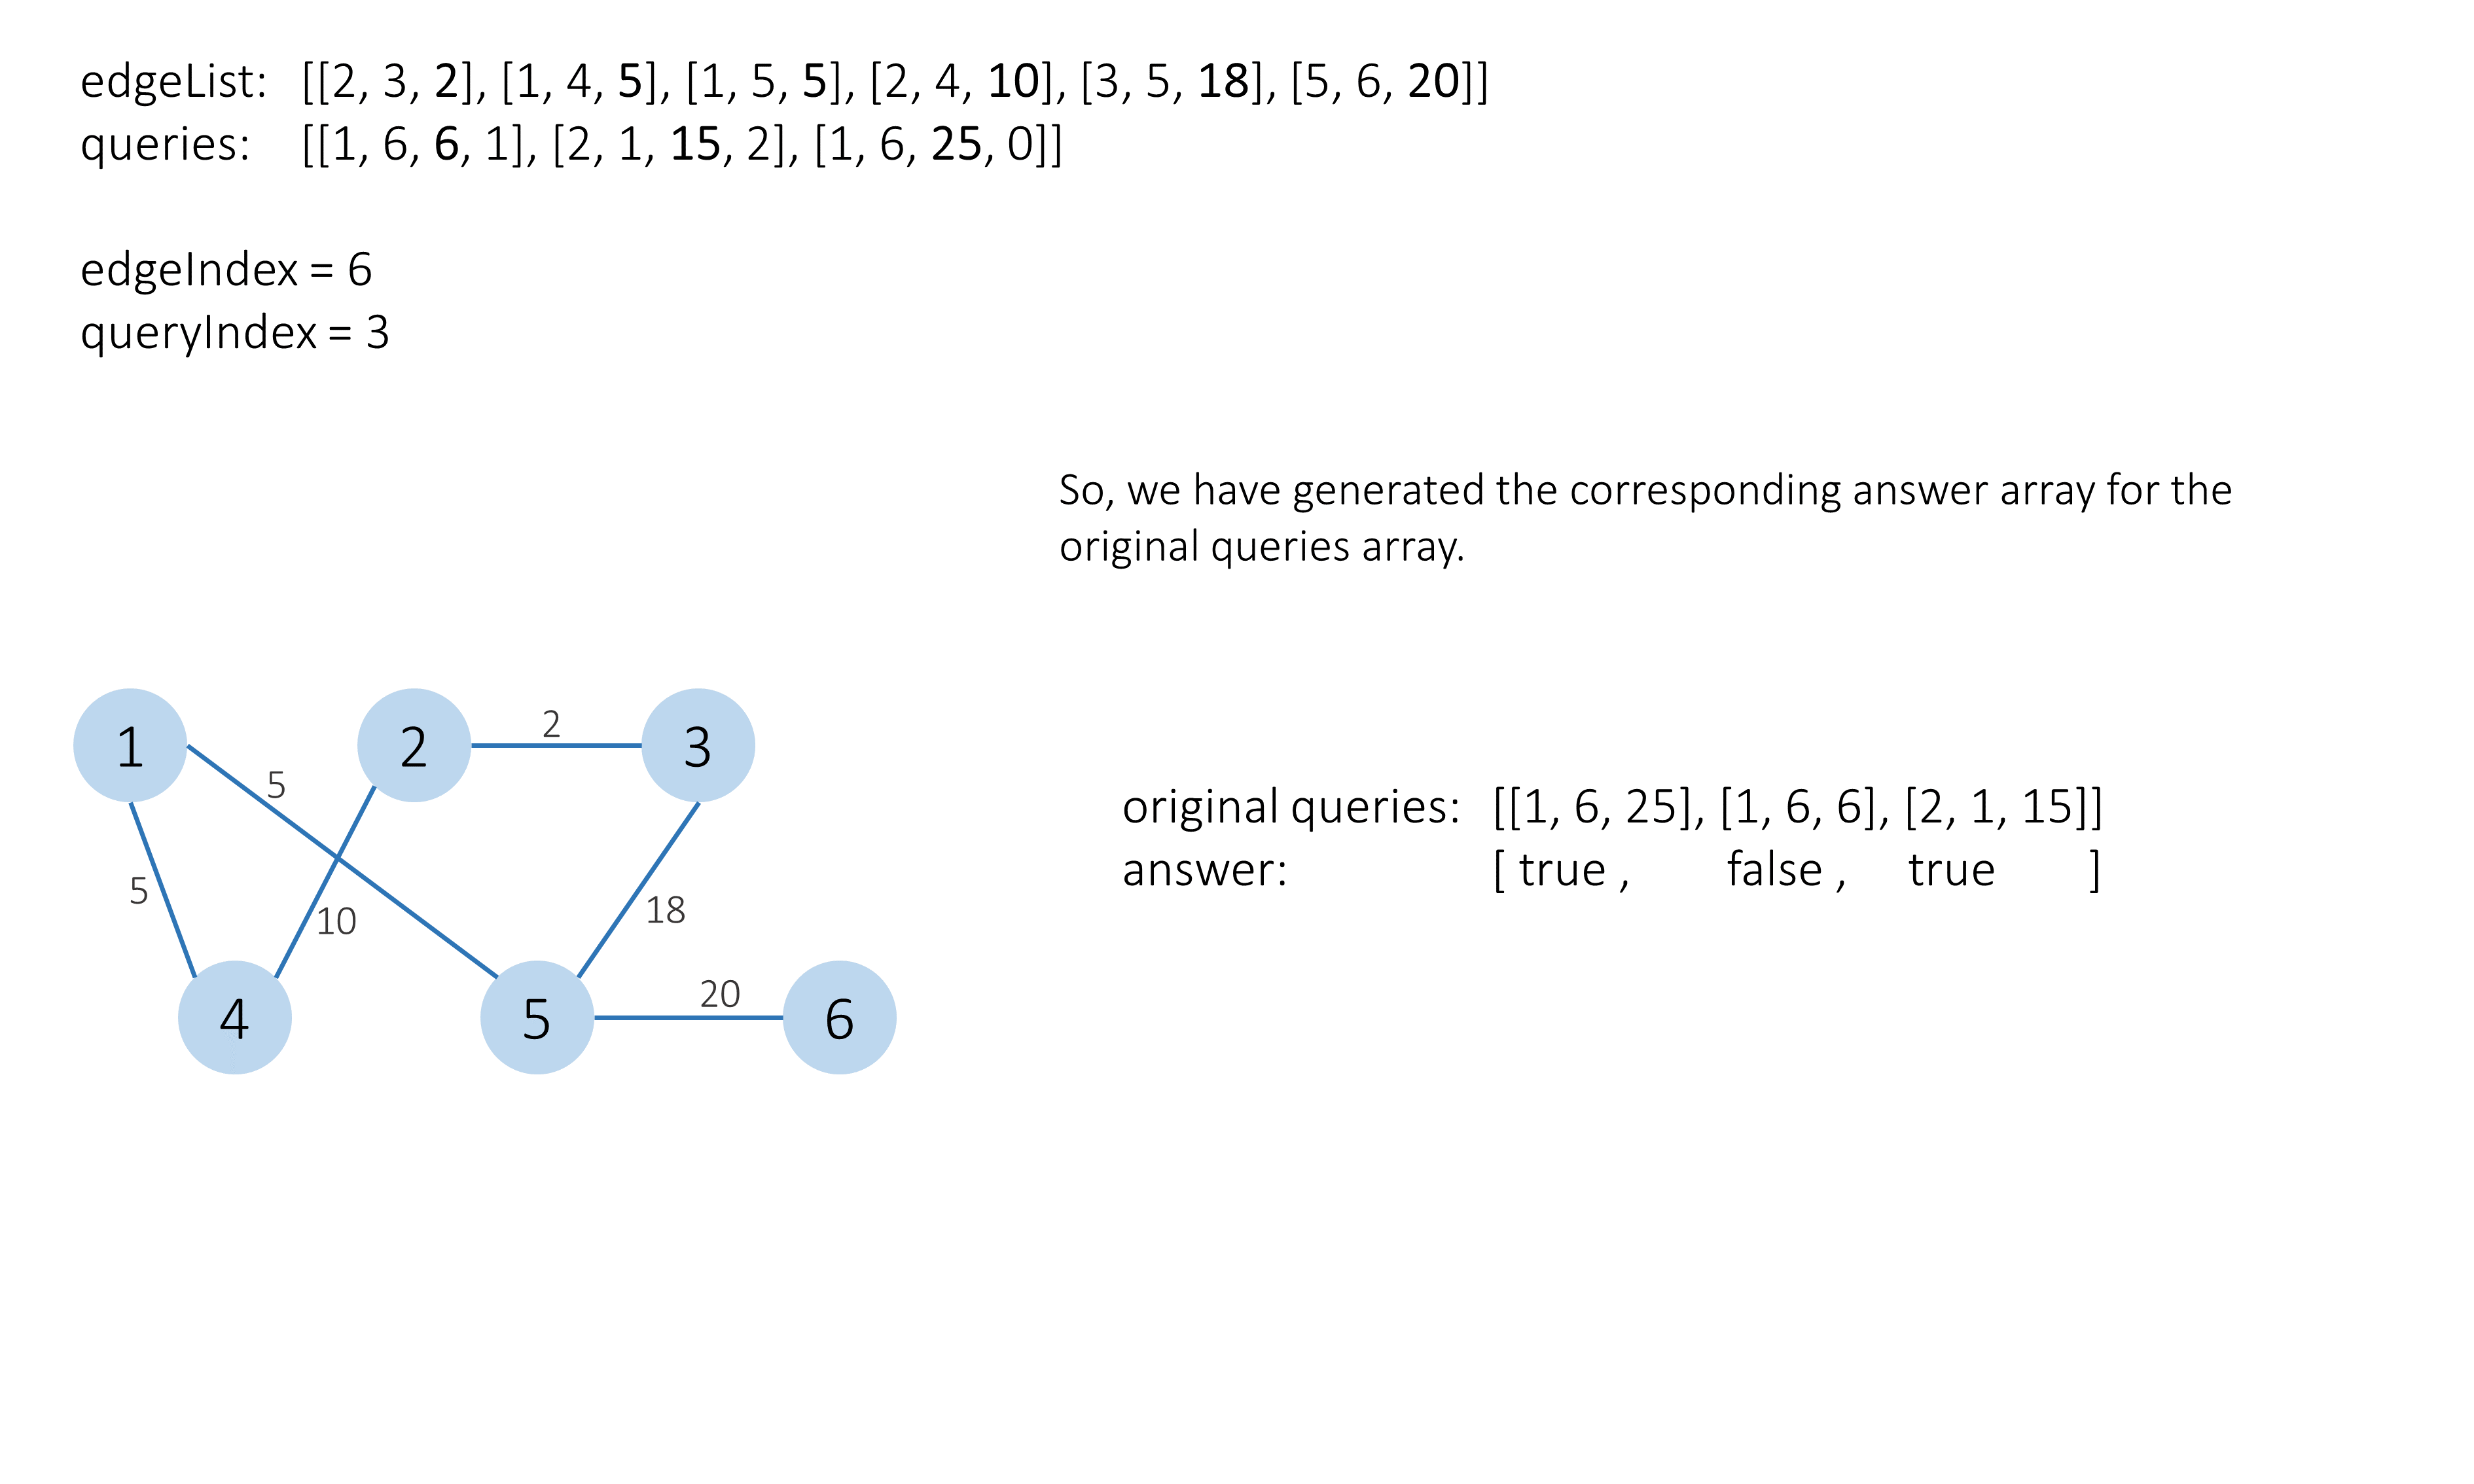 edgeList: [[2, 3, 2], [1, 4, 5], [1, 5, 5], [2, 4, 10], [3, 5, 18], [5, 6, 20]]
queries: [[1, 6, 6, 1], [2, 1, 15, 2], [1, 6, 25, 0]]
edgeIndex = 6
queryIndex = 3
So, we have generated the corresponding answer array for the
original queries array.
1
2
3
2
5
5
10
18
4
5
6
20
original queries: [[1, 6, 25], [1, 6, 6], [2, 1, 15]]
answer: [ true , false , true ]